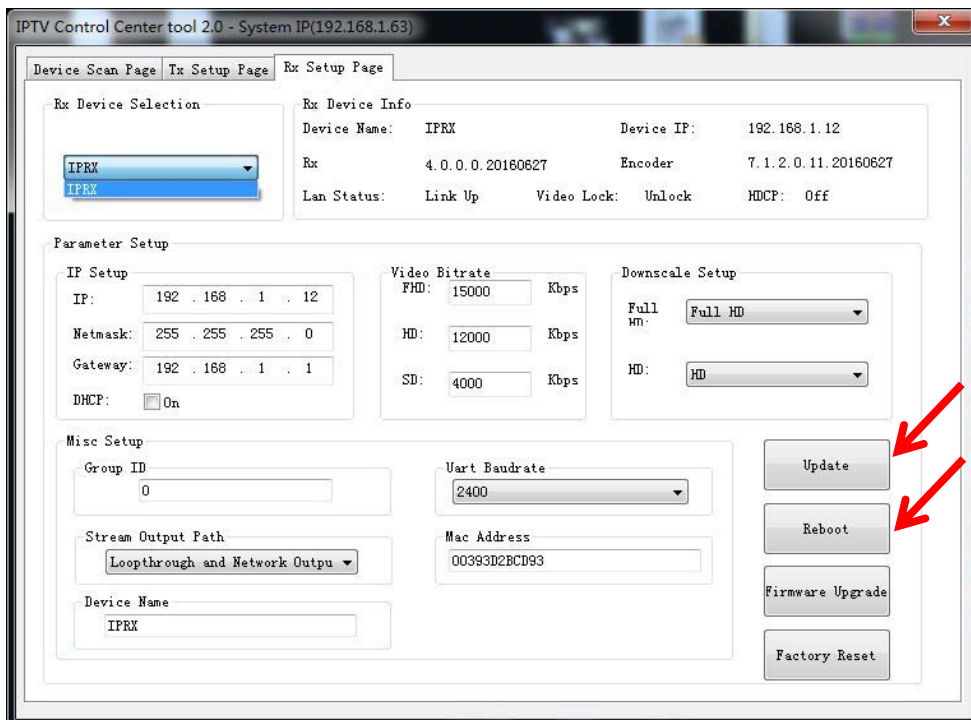 IPTV Control Center tool 2.0 - System IP(192.168.1.63)
Device Scan Page Tx Setup Page Rx Setup Page
Rx Device Selection
IPRX
IPRX
Rx Device Info
Device Name: IPRX Device IP: 192.168.1.12
Rx 4.0.0.0.20160627 Encoder 7.1.2.0.11.20160627
Lan Status: Link Up Video Lock: Unlock HDCP: Off
Parameter Setup
IP Setup
IP: 192 . 168 . 1 . 12
Netmask: 255 . 255 . 255 . 0
Gateway: 192 . 168 . 1 . 1
DHCP: On
Video Bitrate
FHD: 15000 Kbps
HD: 12000 Kbps
SD: 4000 Kbps
Downscale Setup
Full Full HD
HD:
HD: HD
Misc Setup
Group ID
0
Uart Baudrate
2400
Stream Output Path
Loopthrough and Network Outpu
Mac Address
00393D2BCD93
Device Name
IPRX
Update
Reboot
Firmware Upgrade
Factory Reset